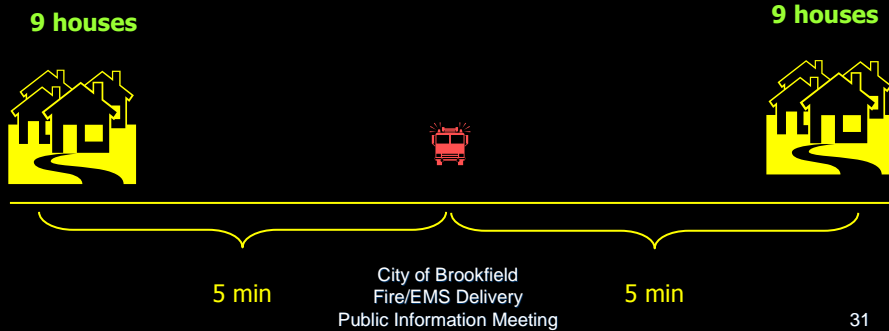 9 houses
9 houses
5 min
5 min
City of Brookfield
Fire/EMS Delivery
Public Information Meeting
31